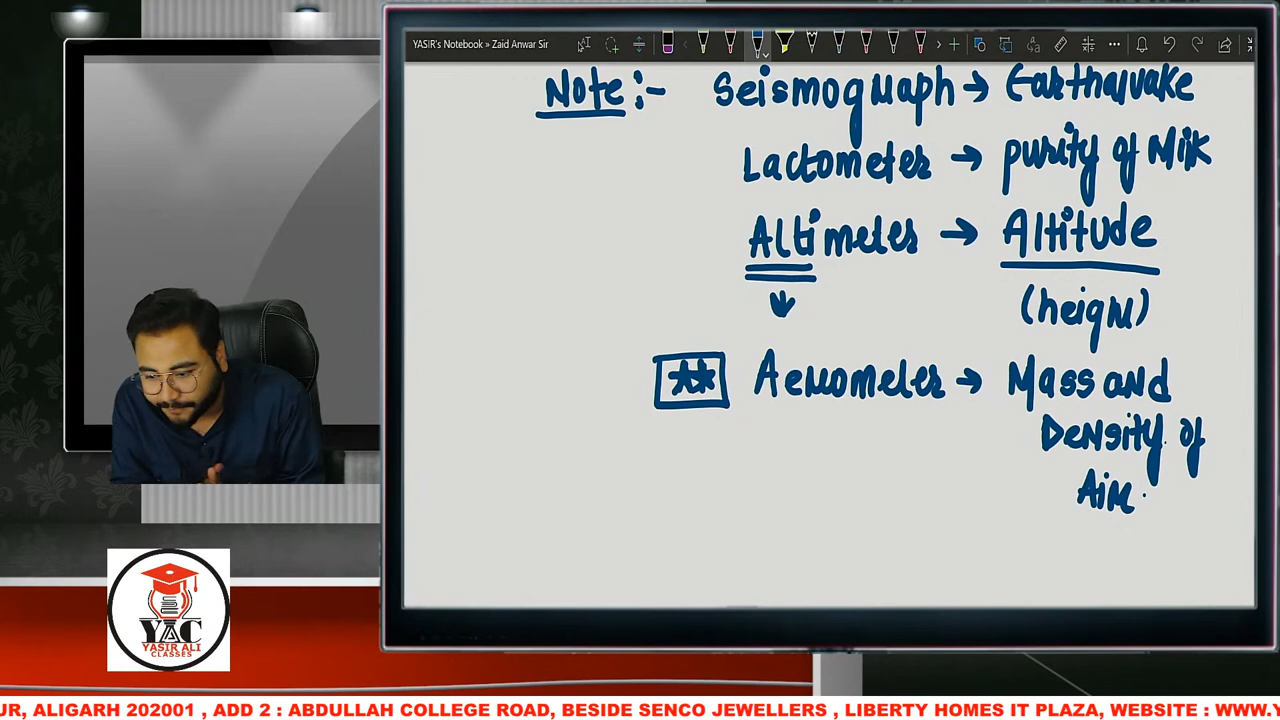 YASIR's Notebook » Zaid Anwar Sir
Note :- Seismograph → Earthquake
Lactometer → purity of Milk
Altimeter → Altitude
(height)
** Aerometer → Mass and
Density of
Air.
YAC
YASIR ALI
CLASSES
UR, ALIGARH 202001 , ADD 2 : ABDULLAH COLLEGE ROAD, BESIDE SENCO JEWELLERS , LIBERTY HOMES IT PLAZA, WEBSITE : WWW.Y